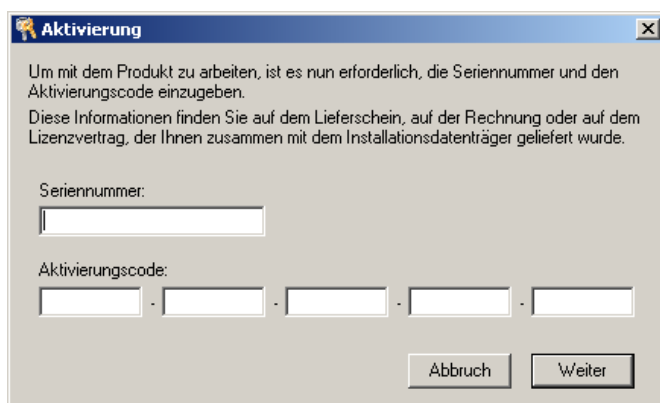 Aktivierung
Um mit dem Produkt zu arbeiten, ist es nun erforderlich, die Seriennummer und den
Aktivierungscode einzugeben.
Diese Informationen finden Sie auf dem Lieferschein, auf der Rechnung oder auf dem
Lizenzvertrag, der Ihnen zusammen mit dem Installationsdatenträger geliefert wurde.
Seriennummer:
Aktivierungscode:
- - - -
Abbruch Weiter